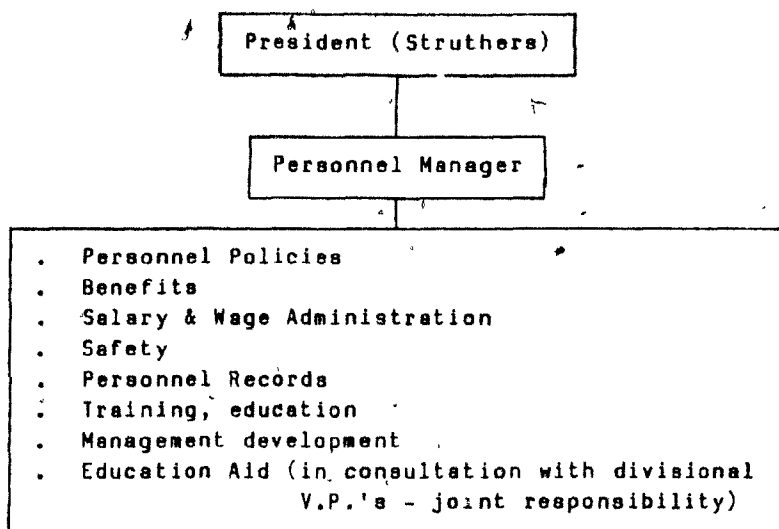 President (Struthers)
Personnel Manager
. Personnel Policies
. Benefits
. Salary & Wage Administration
. Safety
. Personnel Records
. Training, education
. Management development
. Education Aid (in consultation with divisional
V.P.'s - joint responsibility)